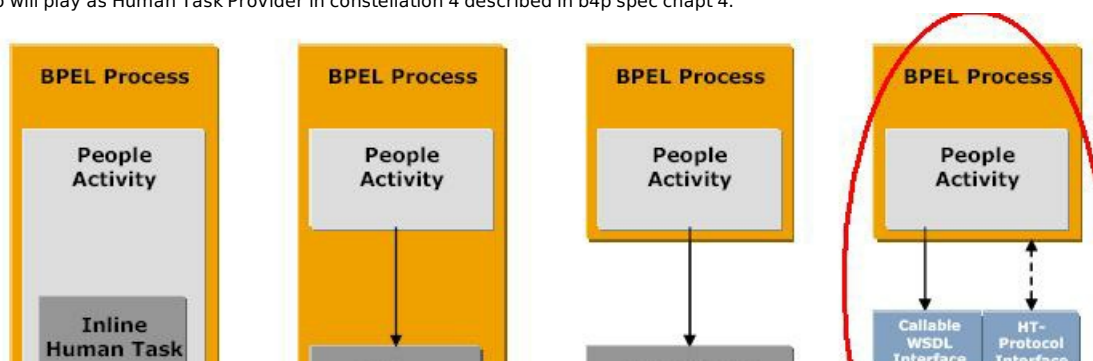 will play as Human Task Provider in constellation 4 described in b4p spec chapt 4.
BPEL Process
People
Activity
Inline
Human Task
BPEL Process
People
Activity
BPEL Process
People
Activity
BPEL Process
People
Activity
Callable
WSDL
Interface
HT-
Protocol
Interface